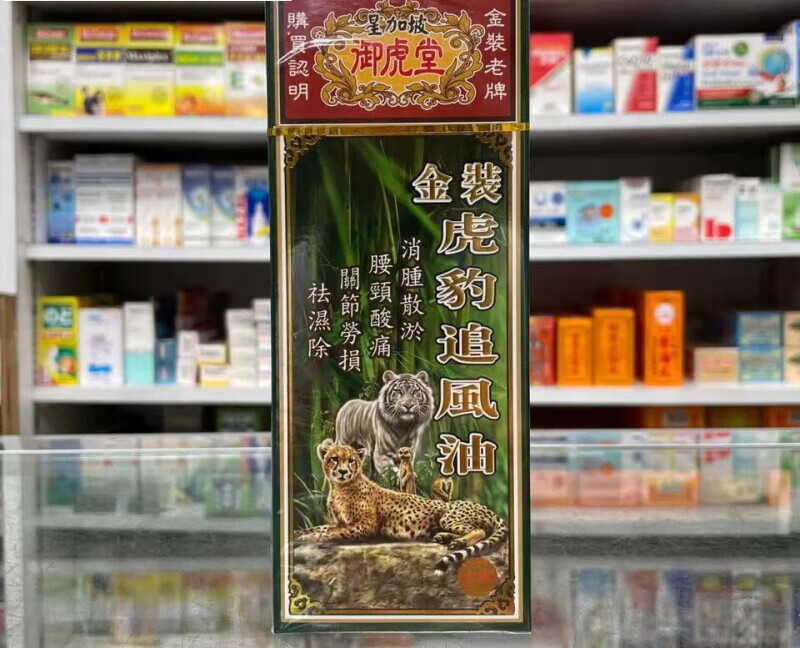 星加坡
御虎堂
金裝老牌
購買認明
金裝
虎豹追風油
消腫散淤
腰頸酸痛
關節勞損
祛濕除